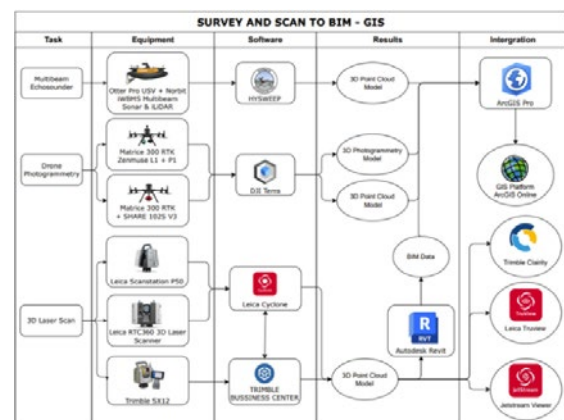 SURVEY AND SCAN TO BIM - GIS
Task
Equipment
Software
Results
Intergration
Multibeam
Echosounder
Otter Pro USV + Norbit
iWBMS Multibeam
Sonar & iLiDAR
HYSWEEP
3D Point Cloud
Model
ArcGIS Pro
Drone
Photogrammetry
Matrice 300 RTK
Zenmuse L1 + P1
Matrice 300 RTK
+ SHARE 102S V3
DJI Terra
3D Photogrammetry
Model
3D Point Cloud
Model
GIS Platform
ArcGIS Online
3D Laser Scan
Leica Scanstation P50
Leica RTC360 3D Laser
Scanner
Trimble SX12
Leica Cyclone
TRIMBLE
BUSSINESS CENTER
BIM Data
R
RVT
Autodesk Revit
3D Point Cloud
Model
Trimble Clairity
Leica Truview
Jetstream Viewer